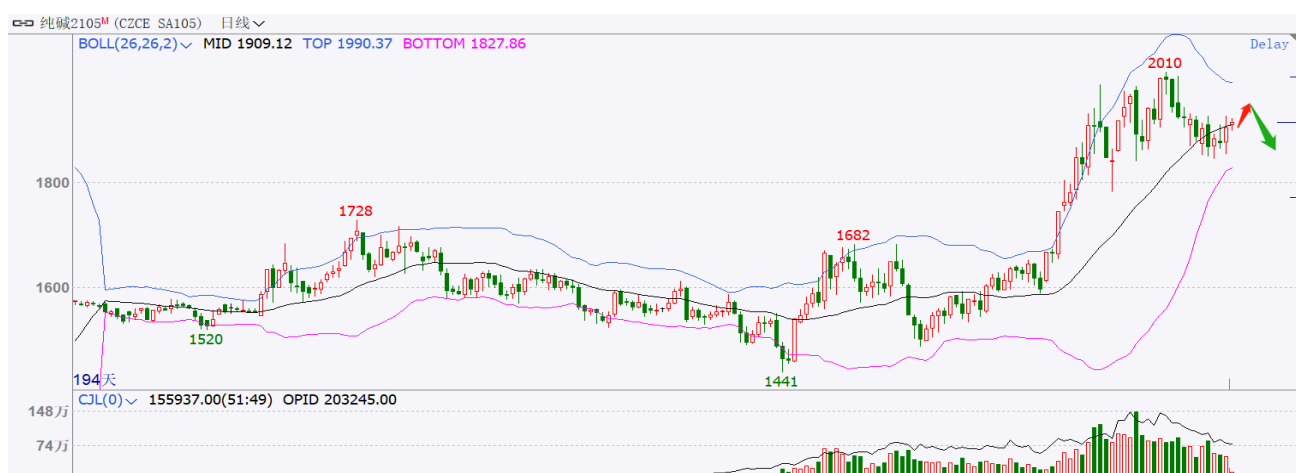 纯碱2105M (CZCE SA105) 日线
BOLL(26,26,2) MID 1909.12 TOP 1990.37 BOTTOM 1827.86
Delay
2010
1800
1728
1682
1600
1520
1441
194天
CJL(0) 155937.00(51:49) OPID 203245.00
148万
74万